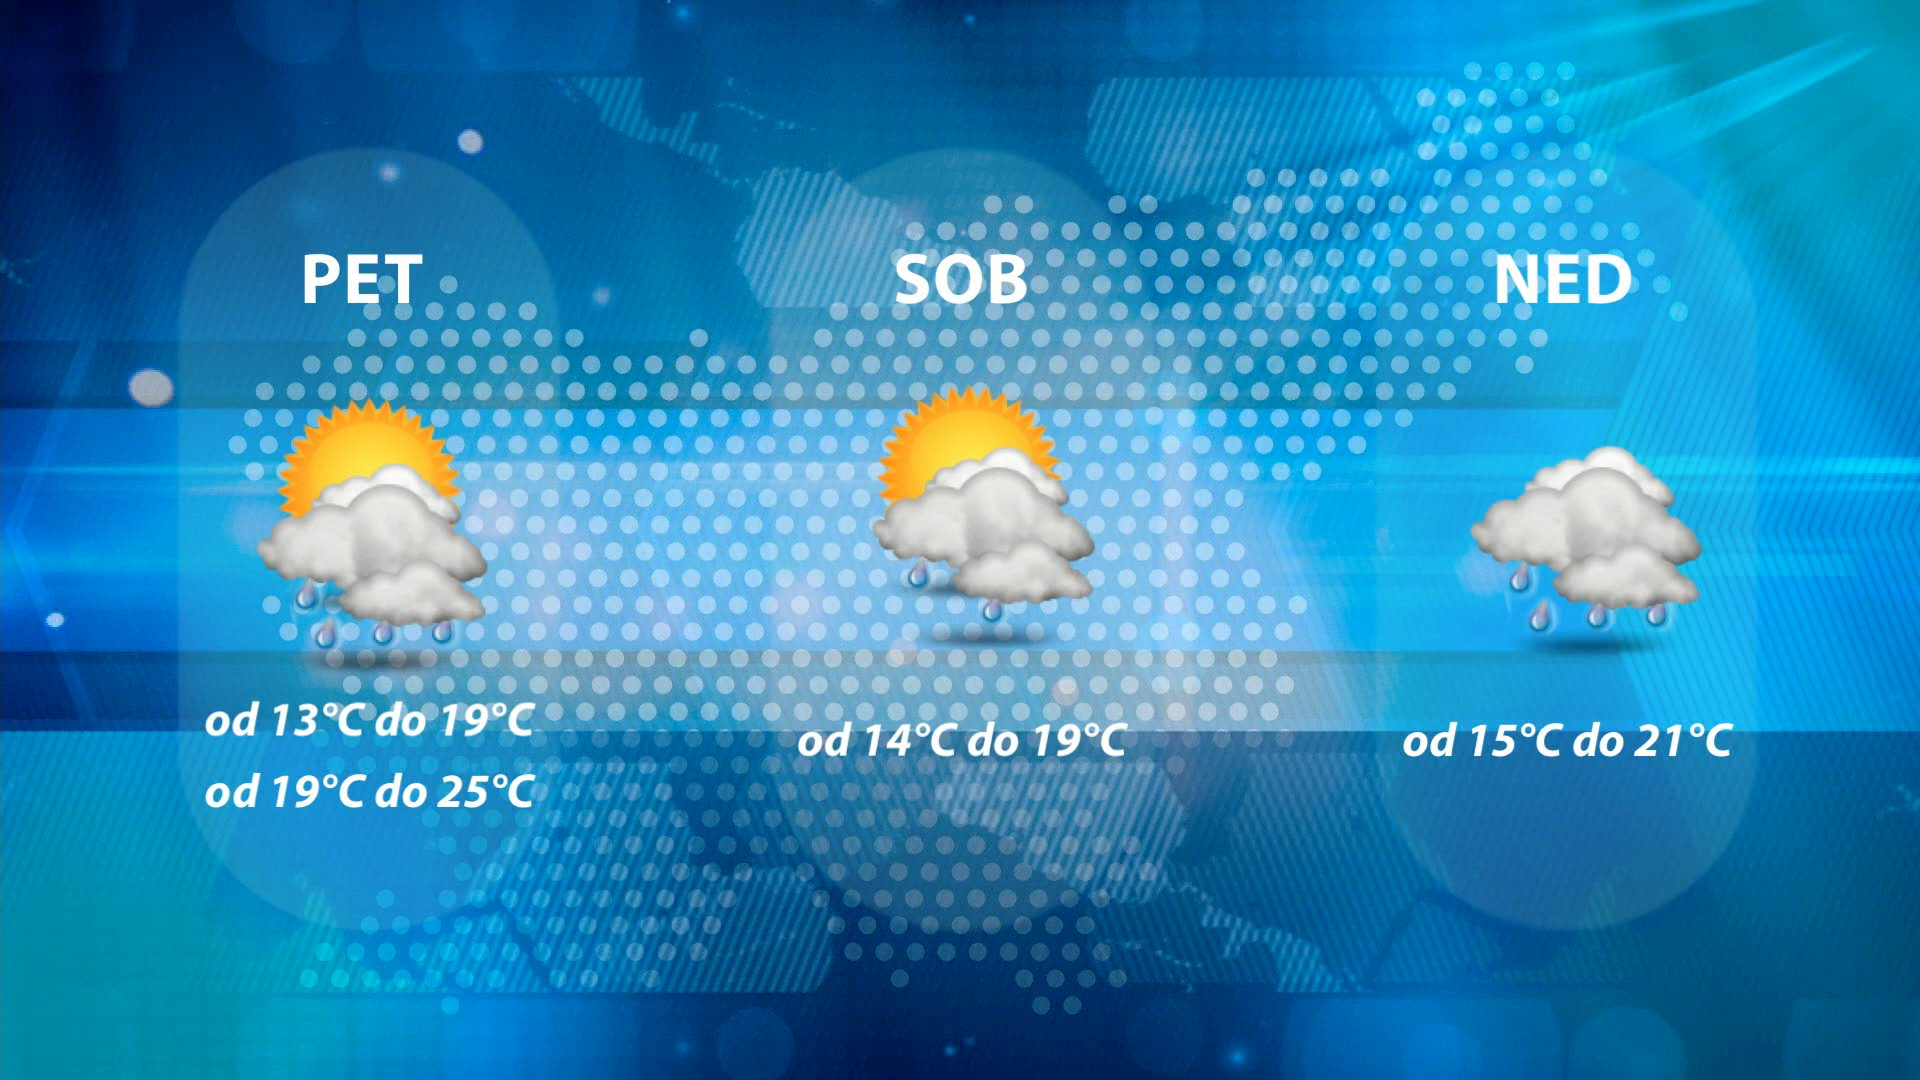 PET
od 13°C do 19°C
od 19°C do 25°C
SOB
od 14°C do 19°C
NED
od 15°C do 21°C